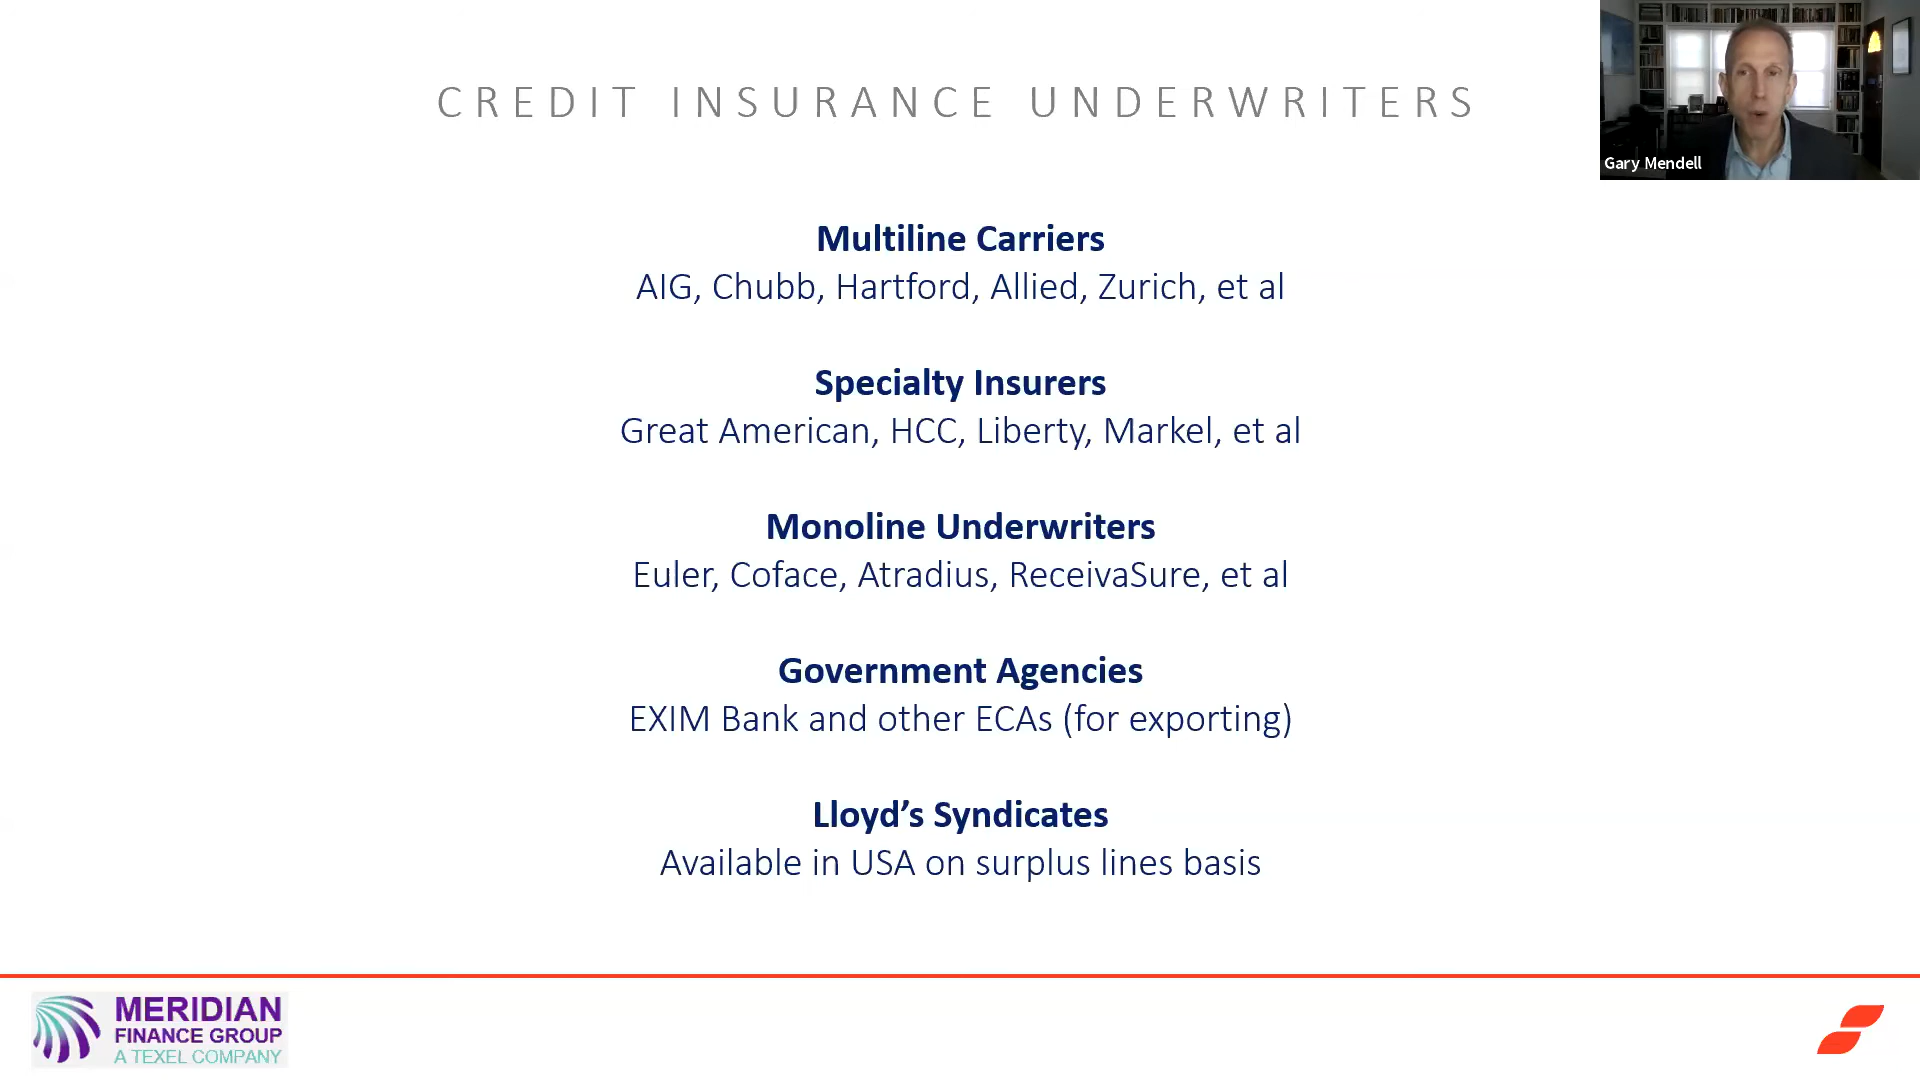 CREDIT INSURANCE UNDERWRITERS
Gary Mendell
Multiline Carriers
AIG, Chubb, Hartford, Allied, Zurich, et al
Specialty Insurers
Great American, HCC, Liberty, Markel, et al
Monoline Underwriters
Euler, Coface, Atradius, ReceivaSure, et al
Government Agencies
EXIM Bank and other ECAs (for exporting)
Lloyd’s Syndicates
Available in USA on surplus lines basis
MERIDIAN
FINANCE GROUP
A TEXEL COMPANY